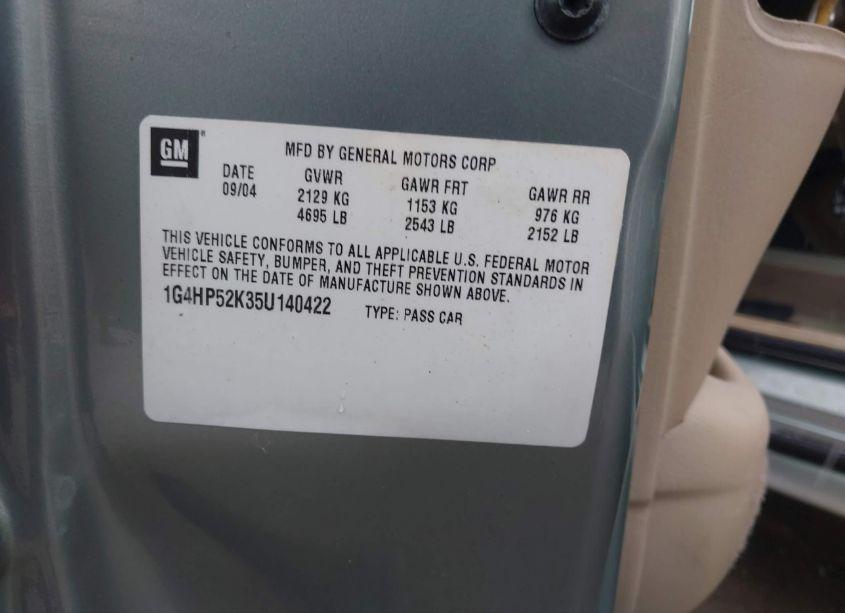 GM®
MFD BY GENERAL MOTORS CORP
DATE GVWR GAWR FRT GAWR RR
09/04 2129 KG 1153 KG 976 KG
4695 LB 2543 LB 2152 LB
THIS VEHICLE CONFORMS TO ALL APPLICABLE U.S. FEDERAL MOTOR
VEHICLE SAFETY, BUMPER, AND THEFT PREVENTION STANDARDS IN
EFFECT ON THE DATE OF MANUFACTURE SHOWN ABOVE.
1G4HP52K35U140422 TYPE: PASS CAR